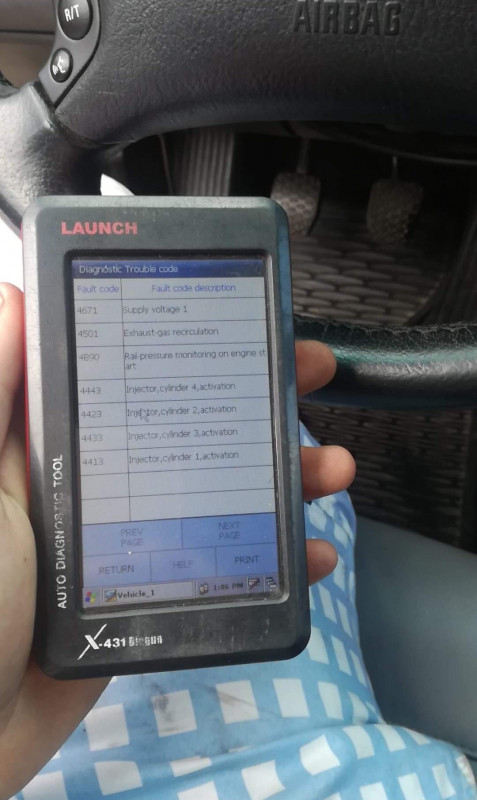 R/T
AIRBAG
LAUNCH
Diagnóstic Trouble code
Fault code Fault code description
4671 Supply voltage 1
4501 Exhaust-gas recirculation
4B90 Rail-pressure monitoring on engine st
art
4443 Injector,cylinder 4,activation
4423 Injector,cylinder 2,activation
4433 Injector,cylinder 3,activation
4413 Injector,cylinder 1,activation
PREV
PAGE
NEXT
PAGE
RETURN HELP PRINT
Vehicle_1 1:06 PM
AUTO DIAGNOSTIC TOOL
X-431 Diagun